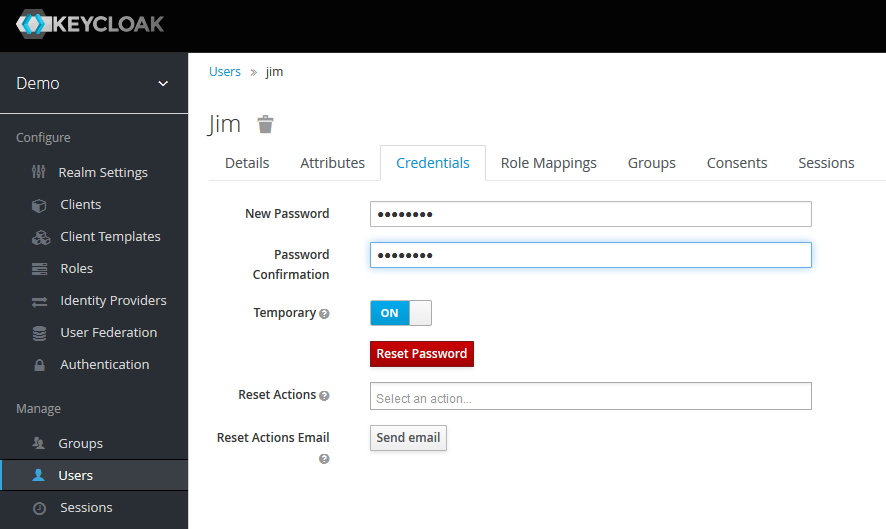 KEYCLOAK
Demo
Configure
Realm Settings
Clients
Client Templates
Roles
Identity Providers
User Federation
Authentication
Manage
Groups
Users
Sessions
Users » jim
Jim
Details Attributes Credentials Role Mappings Groups Consents Sessions
New Password ••••••••
Password ••••••••
Confirmation
Temporary ? ON
Reset Password
Reset Actions ? Select an action...
Reset Actions Email Send email
?